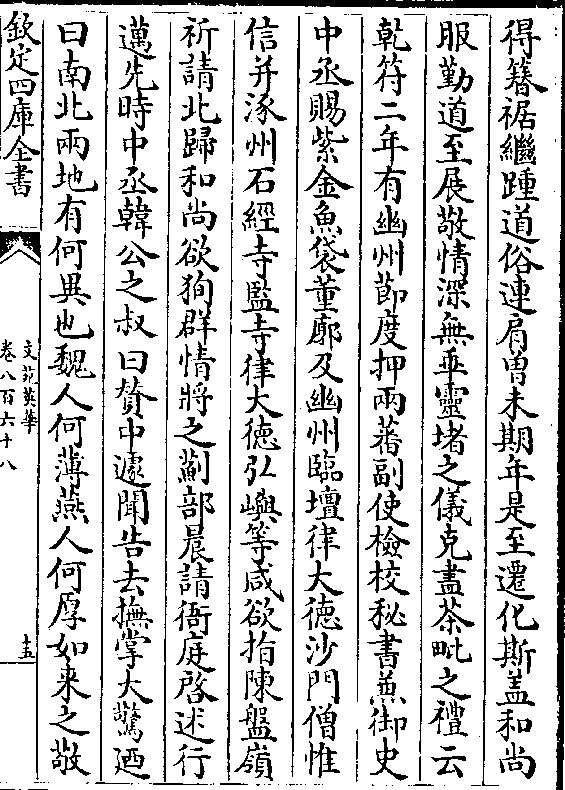 得簪裾繼踵道俗連肩曽未期年是至遷化斯盖和尚
服勤道至展敬情深無垂靈堵之儀克盡茶毗之禮云
乾符二年有幽州節度押兩蕃副使檢校秘書兼御史
中丞賜紫金魚袋董廓及幽州臨壇律大德沙門僧惟
信并涿州石經寺監寺律大德弘嶼等咸欲指陳盤嶺
祈請北歸和尚欲狥群情將之薊部晨請衙庭啓述行
邁先時中丞韓公之叔曰贊中遽聞告去撫掌大驚廼
曰南北兩地有何異也魏人何薄燕人何厚如来之敬
欽定四庫全書
文苑英華
卷八百六十八
十五